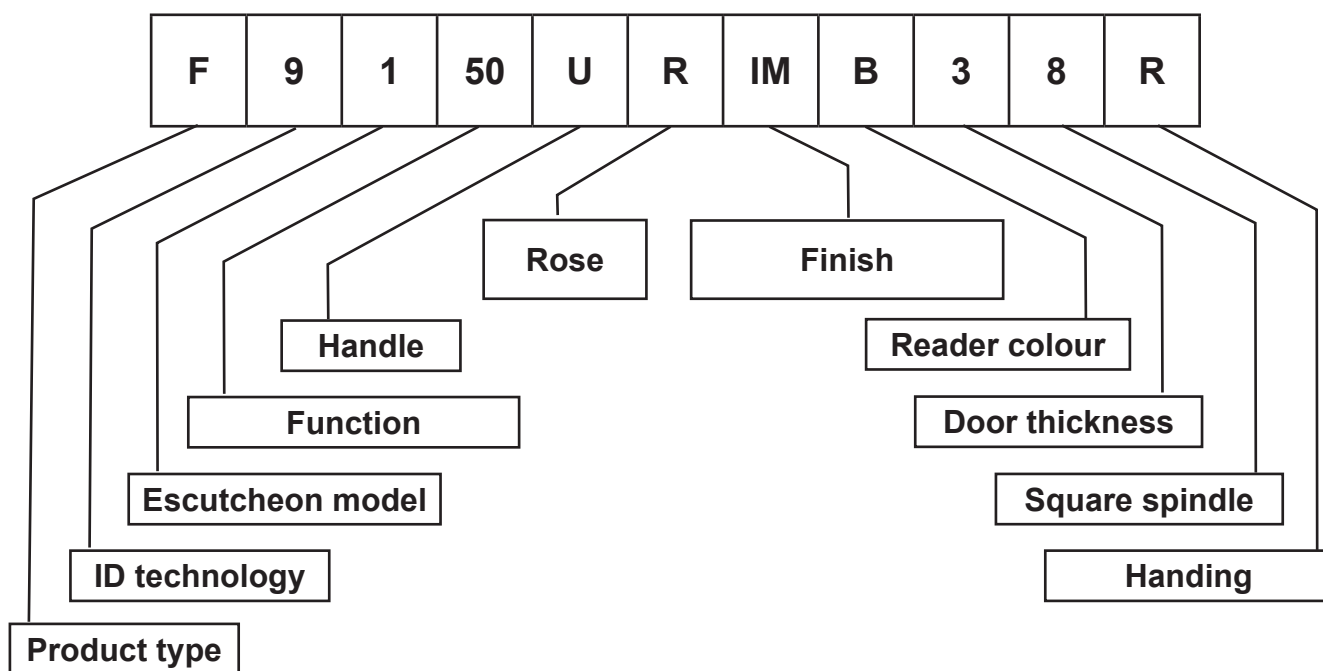 F 9 1 50 U R IM B 3 8 R
Rose Finish
Handle Reader colour
Function Door thickness
Escutcheon model Square spindle
ID technology Handing
Product type